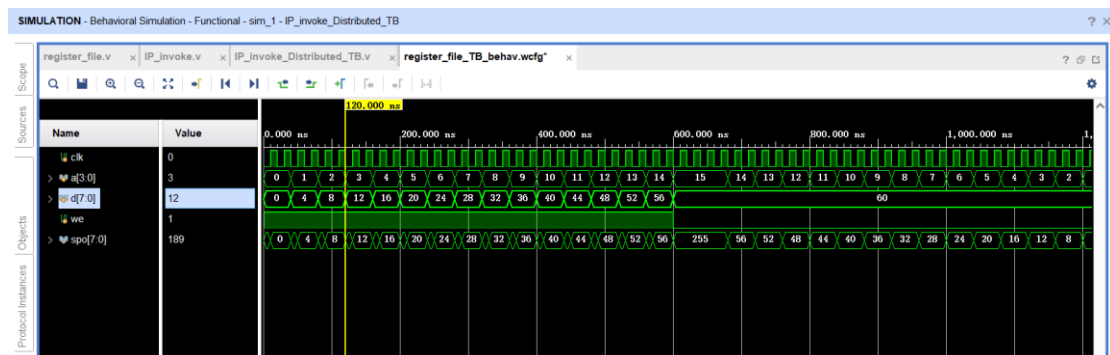 SIMULATION - Behavioral Simulation - Functional - sim_1 - IP_invoke_Distributed_TB ? ×
register_file.v × IP_invoke.v × IP_invoke_Distributed_TB.v × register_file_TB_behav.wcfg* ×
Scope
Sources
Objects
Protocol Instances
120.000 ns
Name Value 0.000 ns 200.000 ns 400.000 ns 600.000 ns 800.000 ns 1,000.000 ns 1,
clk 0
a[3:0] 3 0 1 2 3 4 5 6 7 8 9 10 11 12 13 14 15 14 13 12 11 10 9 8 7 6 5 4 3 2
d[7:0] 12 0 4 8 12 16 20 24 28 32 36 40 44 48 52 56 60
we 1
spo[7:0] 189 0 4 8 12 16 20 24 28 32 36 40 44 48 52 56 255 56 52 48 44 40 36 32 28 24 20 16 12 8